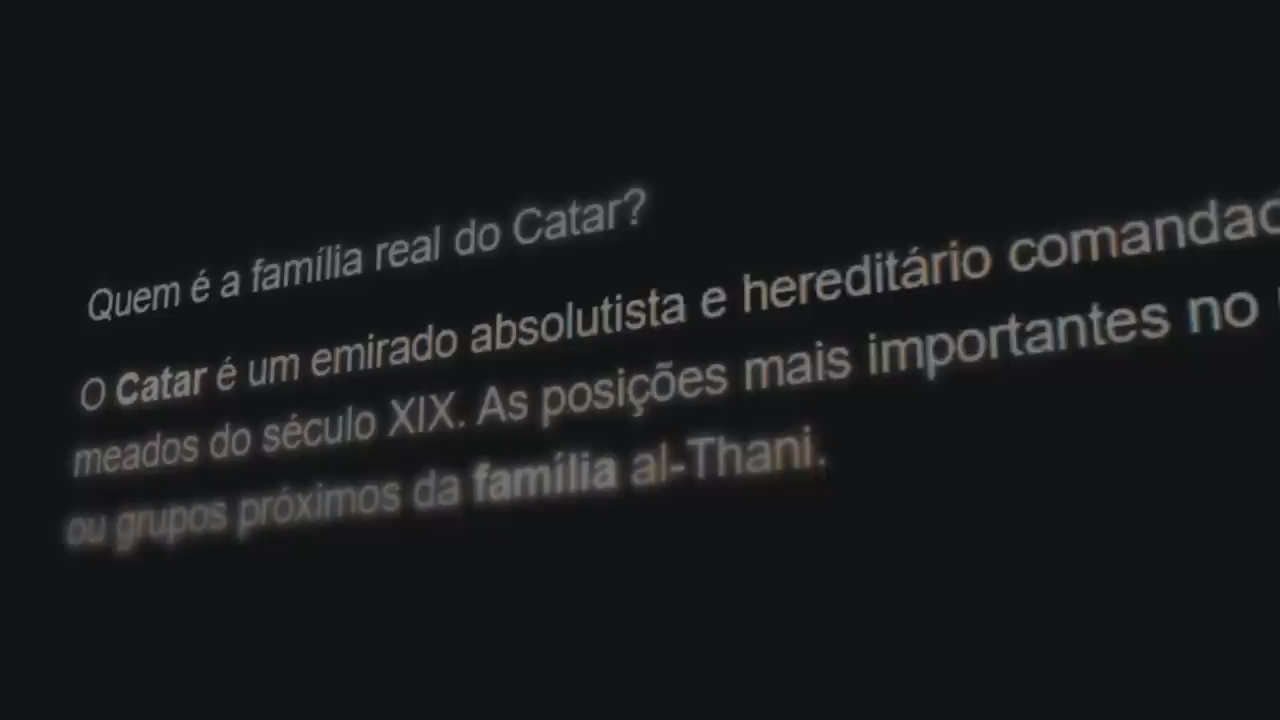 Quem é a família real do Catar?
O Catar é um emirado absolutista e hereditário
meados do século XIX. As posições mais importantes no
ou grupos próximos da família al-Thani.